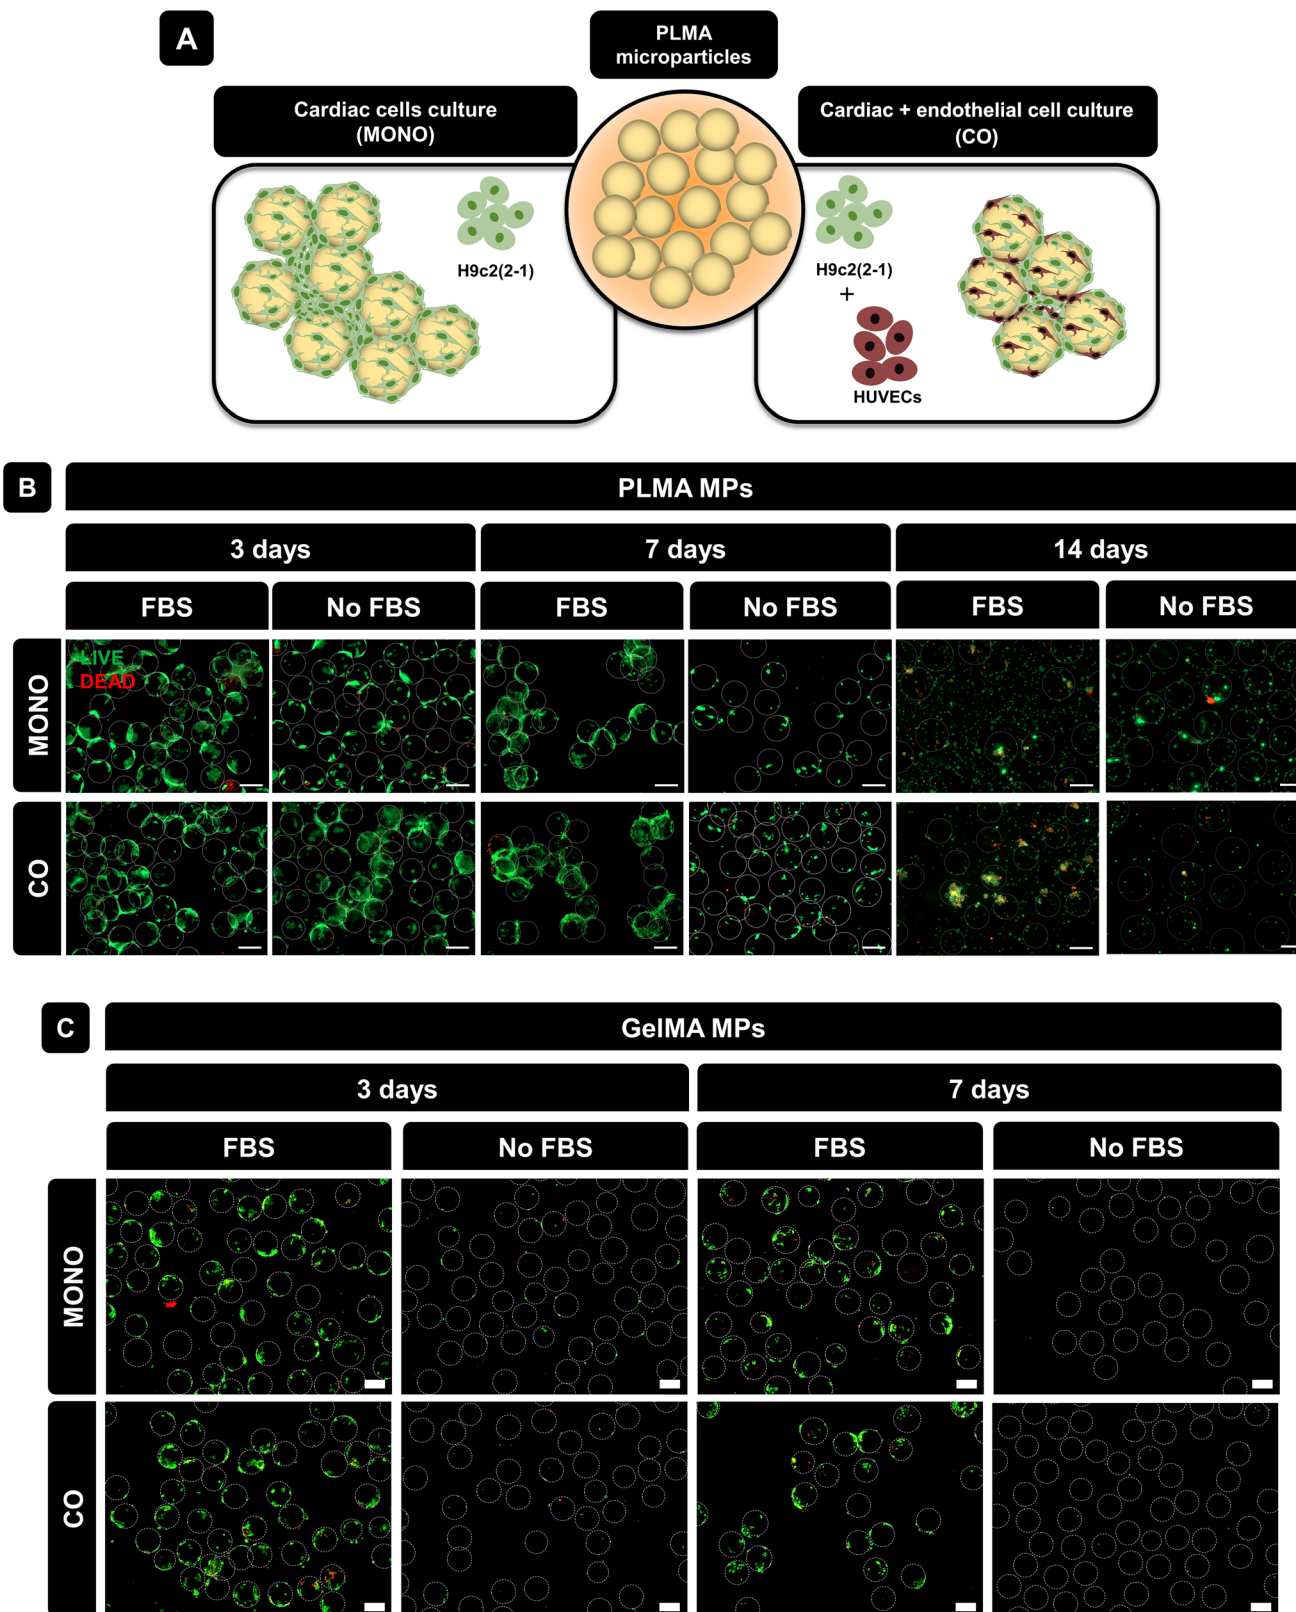 A
PLMA
microparticles
Cardiac cells culture
(MONO)
Cardiac + endothelial cell culture
(CO)
H9c2(2-1)
H9c2(2-1)
+
HUVECs
B
PLMA MPs
3 days
7 days
14 days
FBS
No FBS
FBS
No FBS
FBS
No FBS
MONO
LIVE
DEAD
CO
C
GelMA MPs
3 days
7 days
FBS
No FBS
FBS
No FBS
MONO
CO